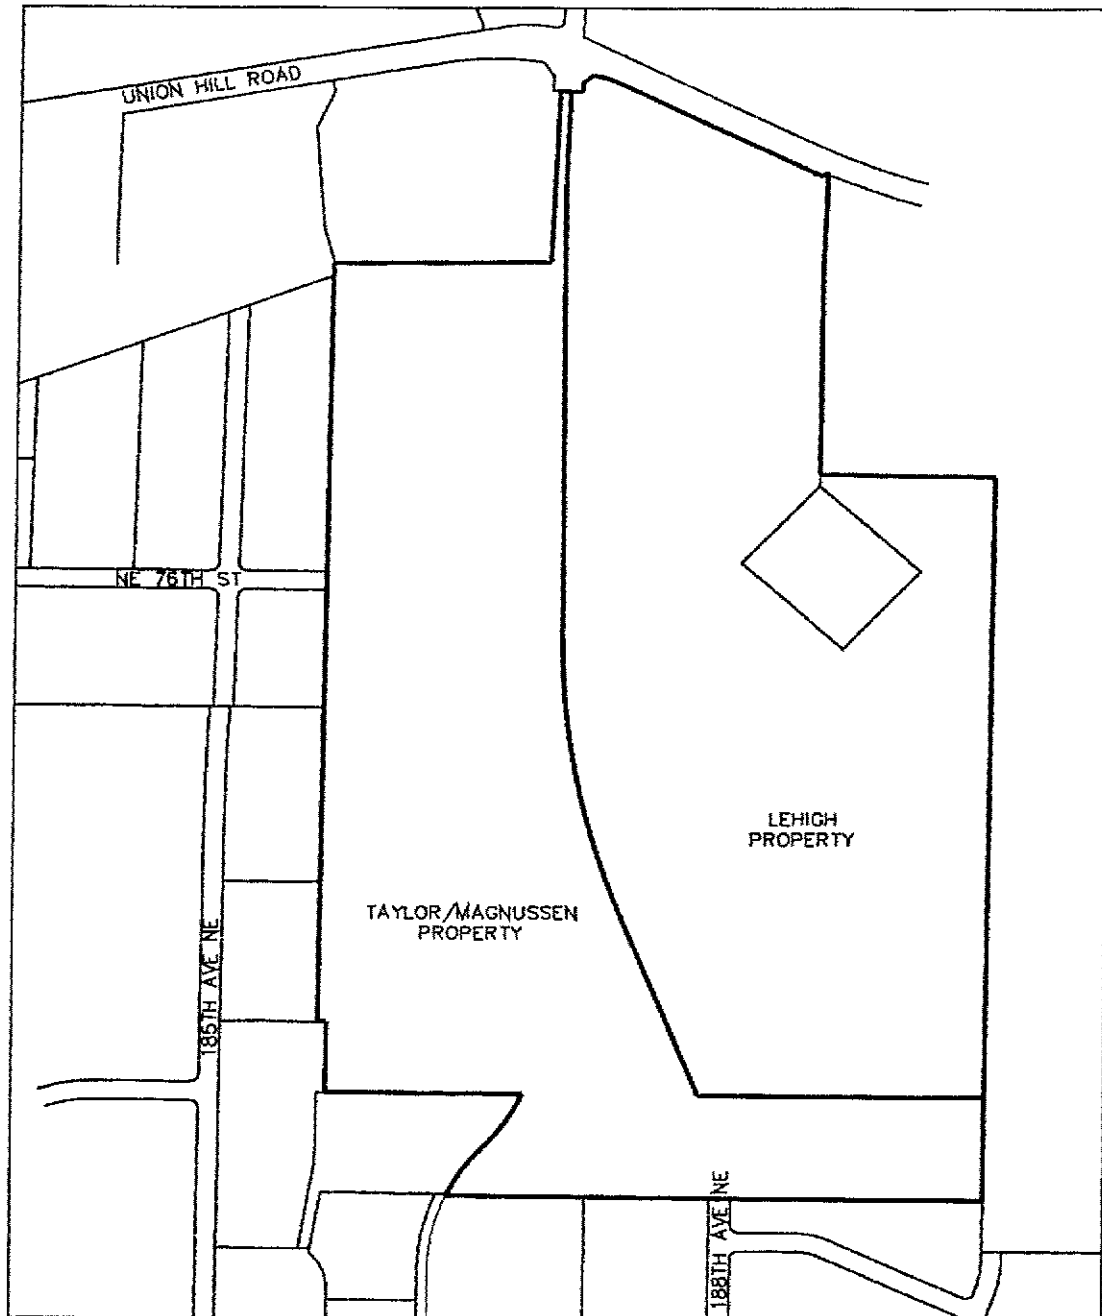 UNION HILL ROAD
NE 76TH ST
LEHIGH
PROPERTY
TAYLOR/MAGNUSSEN
PROPERTY
185TH AVE NE
188TH AVE NE